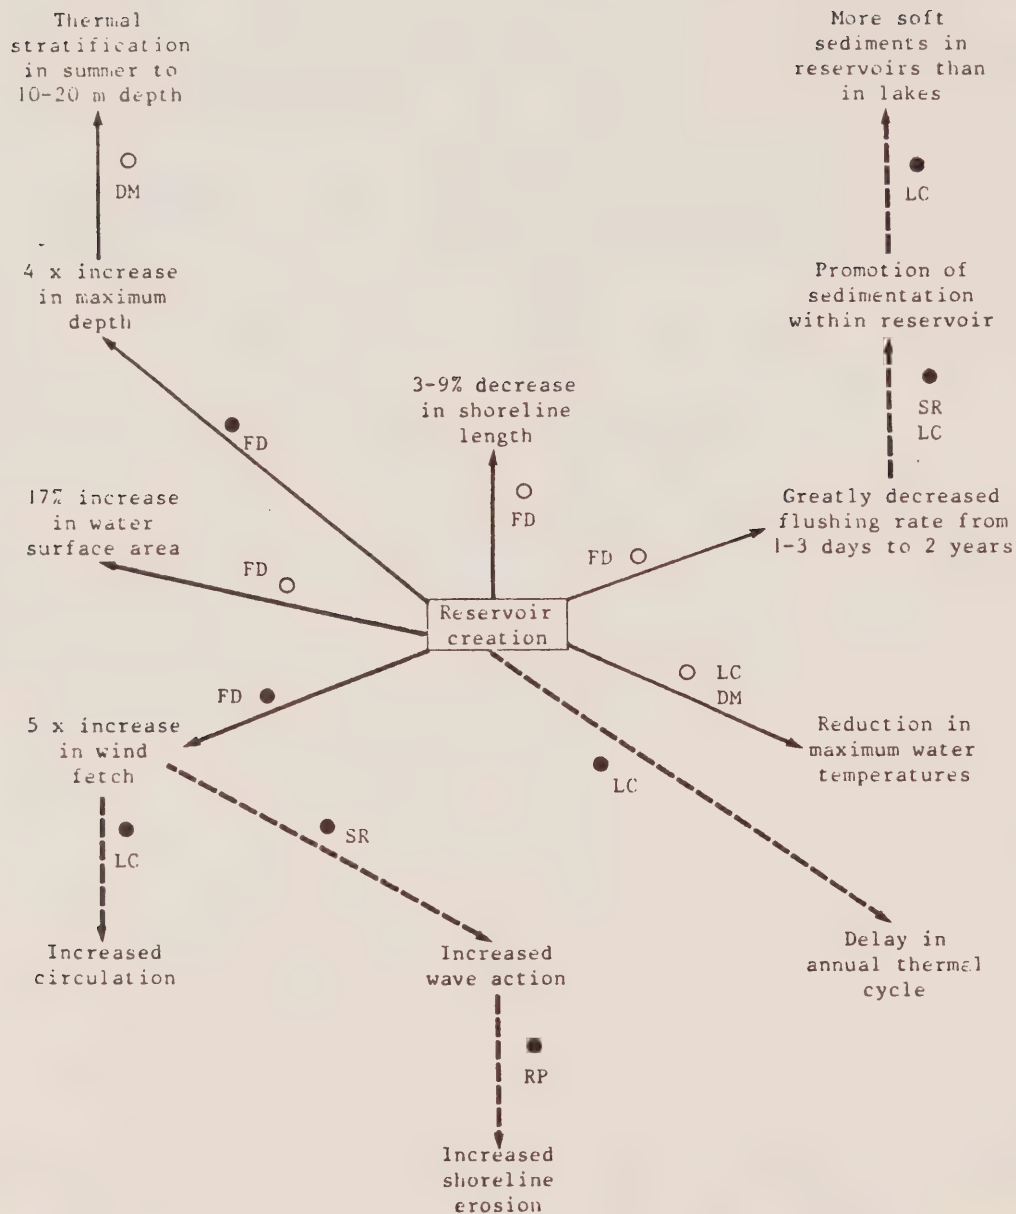 Thermal
stratification
in summer to
10-20 m depth
DM
4 x increase
in maximum
depth
FD
17% increase
in water
surface area
FD
3-9% decrease
in shoreline
length
FD
More soft
sediments in
reservoirs than
in lakes
LC
Promotion of
sedimentation
within reservoir
SR
LC
Greatly decreased
flushing rate from
1-3 days to 2 years
FD
Reservoir
creation
FD
5 x increase
in wind
fetch
LC
SR
LC
DM
Reduction in
maximum water
temperatures
LC
Increased
circulation
Increased
wave action
Delay in
annual thermal
cycle
RP
Increased
shoreline
erosion